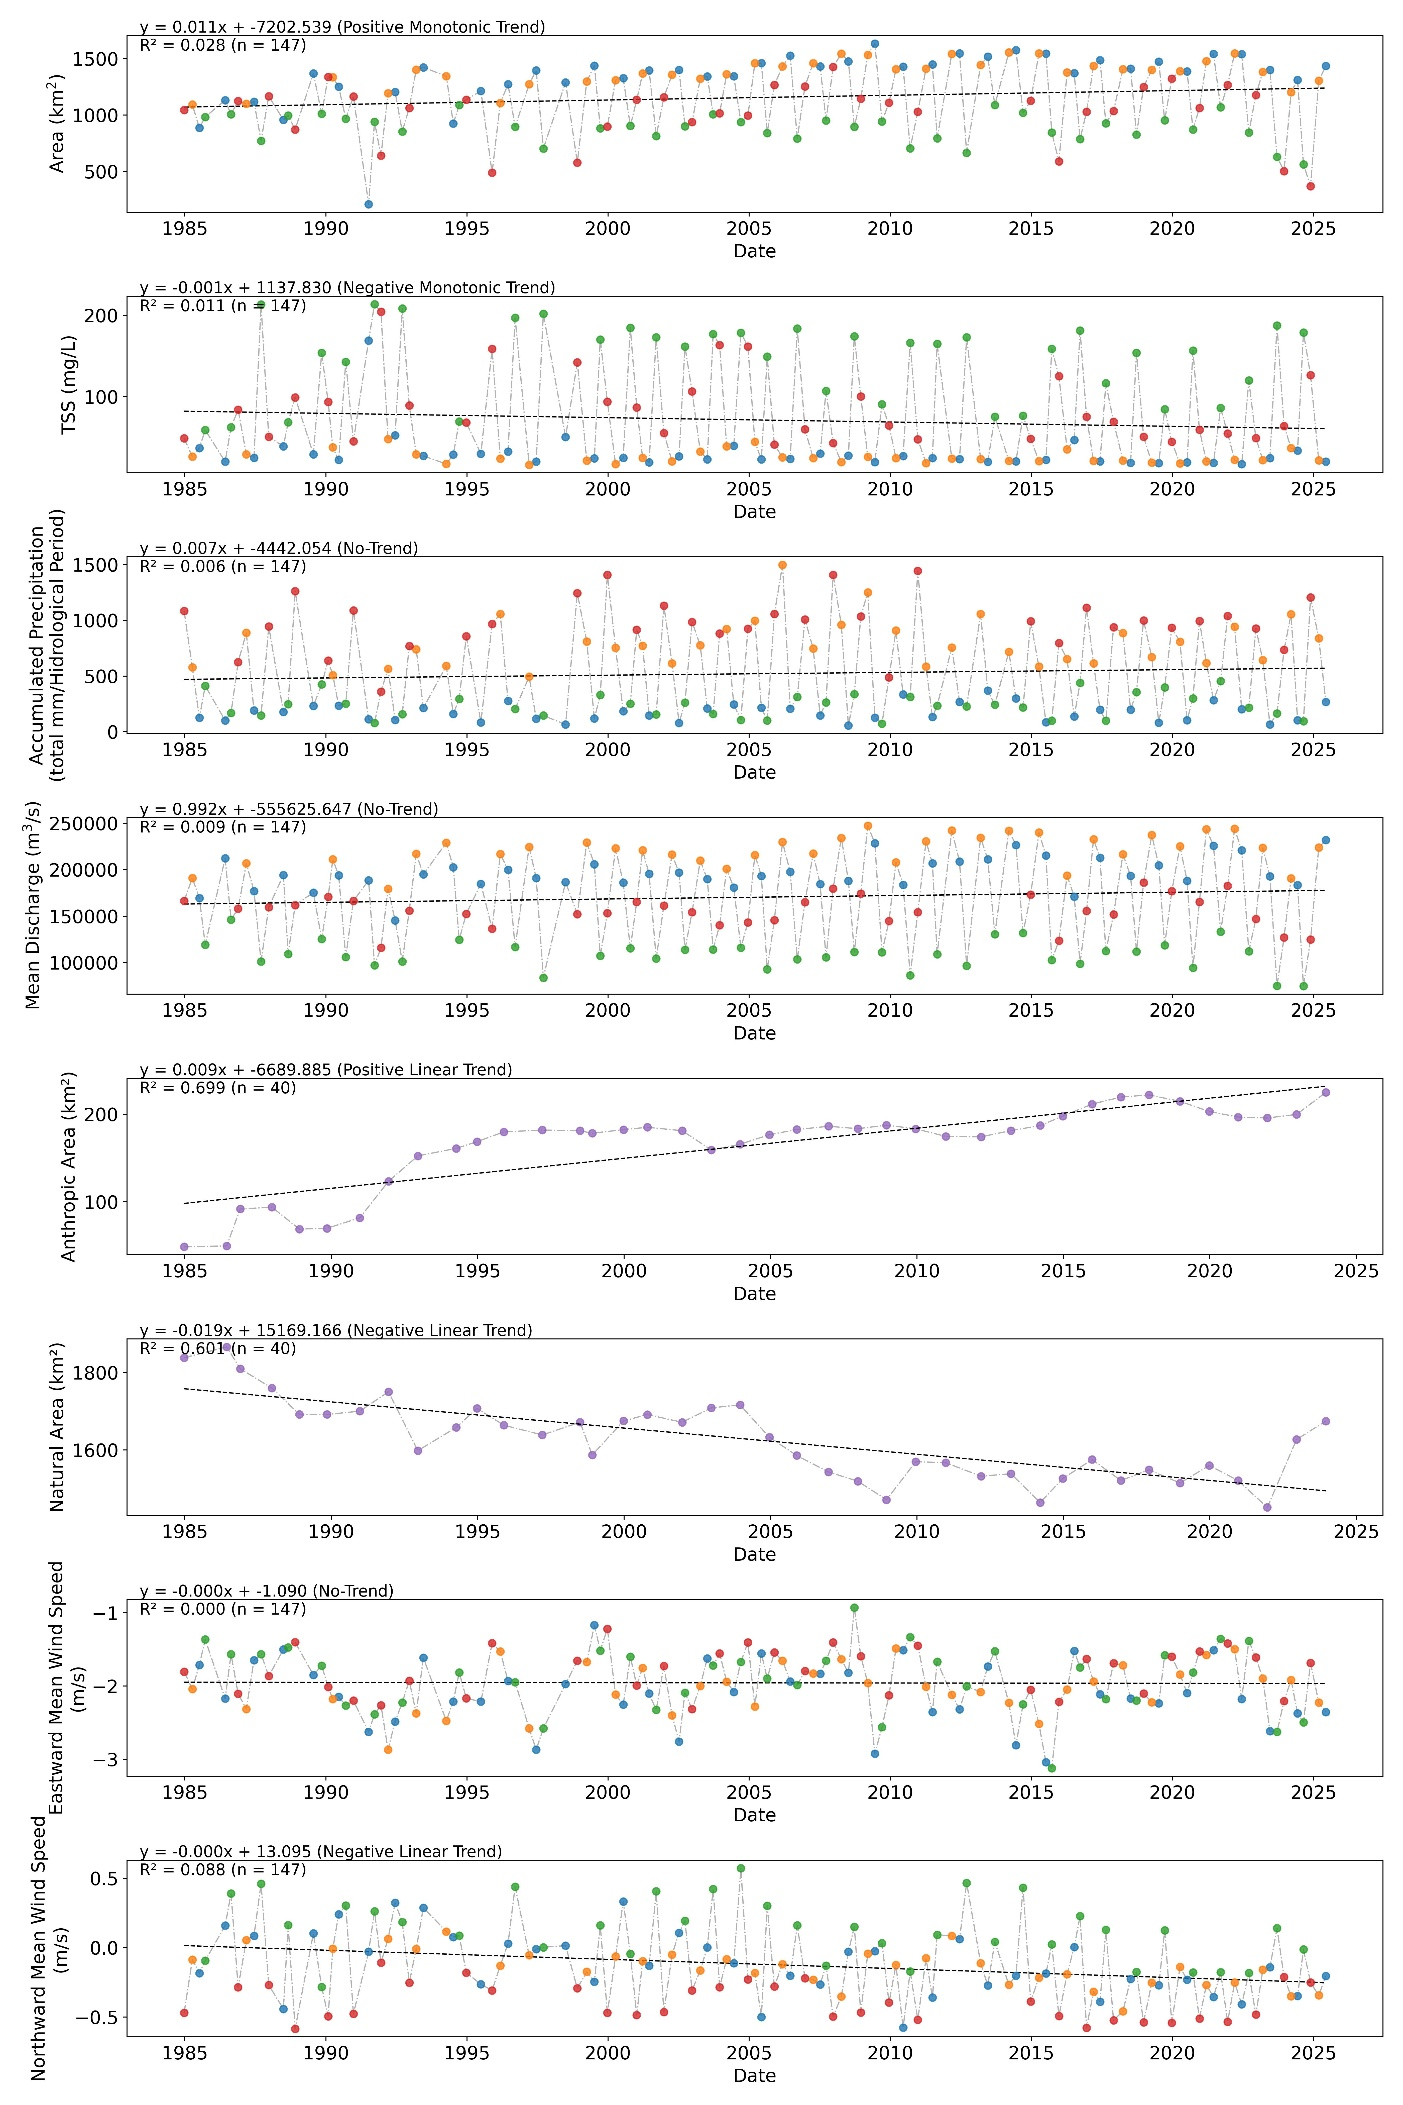 y = 0.011x + -7202.539 (Positive Monotonic Trend)
R² = 0.028 (n = 147)
Area (km²)
1500
1000
500
1985 1990 1995 2000 2005 2010 2015 2020 2025
Date
y = -0.001x + 1137.830 (Negative Monotonic Trend)
R² = 0.011 (n = 147)
TSS (mg/L)
200
100
1985 1990 1995 2000 2005 2010 2015 2020 2025
Date
y = 0.007x + -4442.054 (No-Trend)
R² = 0.006 (n = 147)
Accumulated Precipitation
(total mm/Hidrological Period)
1500
1000
500
0
1985 1990 1995 2000 2005 2010 2015 2020 2025
Date
y = 0.992x + -555625.647 (No-Trend)
R² = 0.009 (n = 147)
Mean Discharge (m³/s)
250000
200000
150000
100000
1985 1990 1995 2000 2005 2010 2015 2020 2025
Date
y = 0.009x + -6689.885 (Positive Linear Trend)
R² = 0.699 (n = 40)
Anthropic Area (km²)
200
100
1985 1990 1995 2000 2005 2010 2015 2020 2025
Date
y = -0.019x + 15169.166 (Negative Linear Trend)
R² = 0.601 (n = 40)
Natural Area (km²)
1800
1600
1985 1990 1995 2000 2005 2010 2015 2020 2025
Date
y = -0.000x + -1.090 (No-Trend)
R² = 0.000 (n = 147)
Eastward Mean Wind Speed
(m/s)
−1
−2
−3
1985 1990 1995 2000 2005 2010 2015 2020 2025
Date
y = -0.000x + 13.095 (Negative Linear Trend)
R² = 0.088 (n = 147)
Northward Mean Wind Speed
(m/s)
0.5
0.0
−0.5
1985 1990 1995 2000 2005 2010 2015 2020 2025
Date